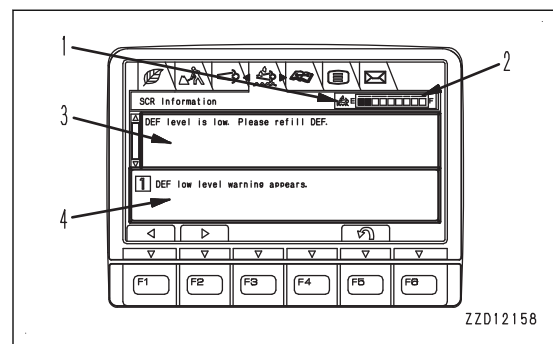 1
2
SCR Information
E F
3
DEF level is low. Please refill DEF.
1 DEF low level warning appears.
4
F1 F2 F3 F4 F5 F6
ZZD12158